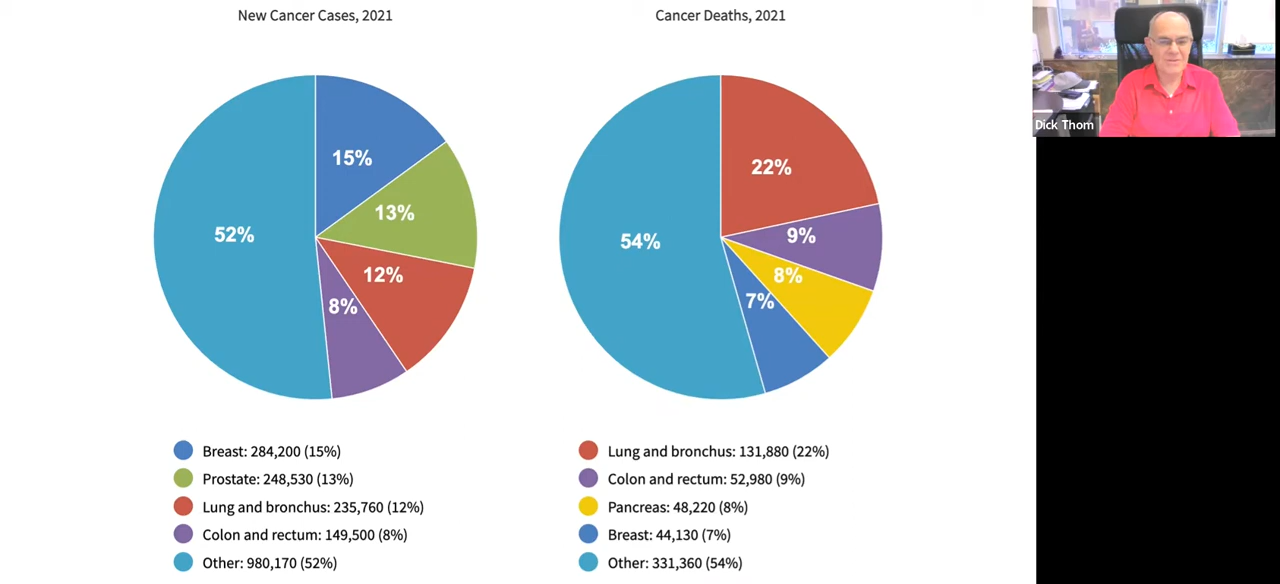 New Cancer Cases, 2021
15%
13%
12%
8%
52%
Breast: 284,200 (15%)
Prostate: 248,530 (13%)
Lung and bronchus: 235,760 (12%)
Colon and rectum: 149,500 (8%)
Other: 980,170 (52%)
Cancer Deaths, 2021
22%
9%
8%
7%
54%
Lung and bronchus: 131,880 (22%)
Colon and rectum: 52,980 (9%)
Pancreas: 48,220 (8%)
Breast: 44,130 (7%)
Other: 331,360 (54%)
Dick Thom